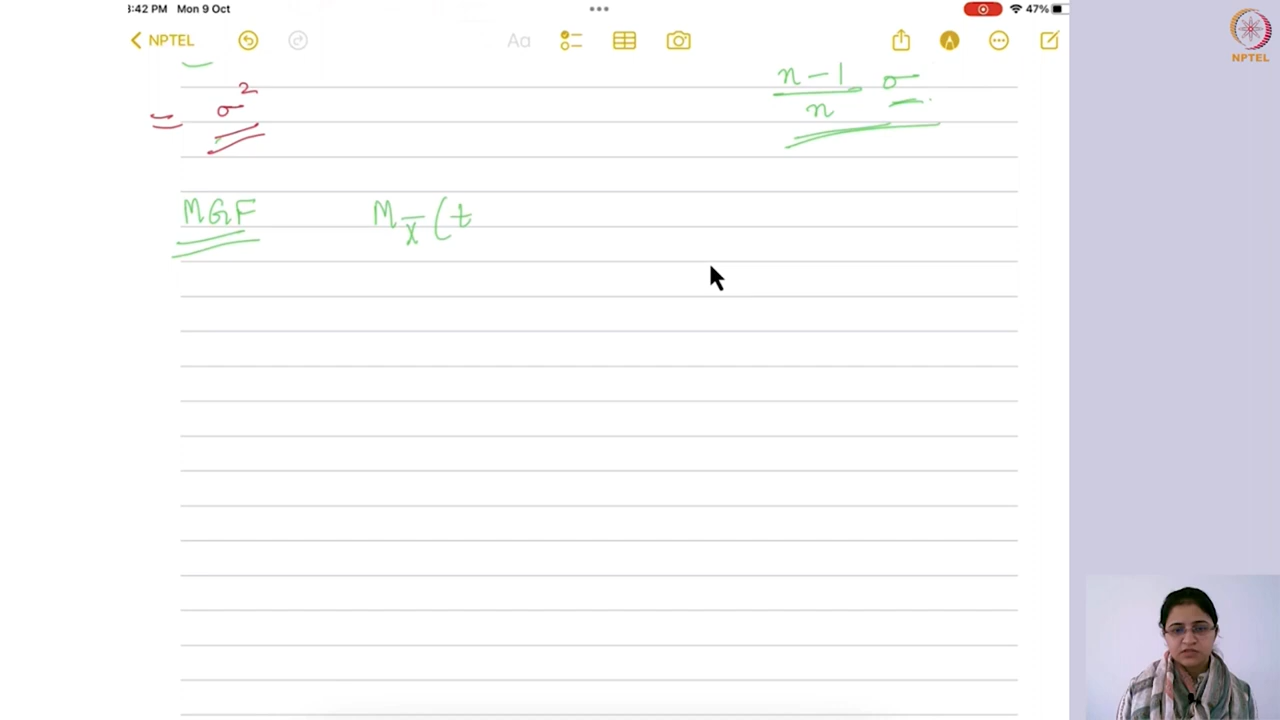 3:42 PM Mon 9 Oct
47%
NPTEL
Aa
NPTEL
n - 1 σ
n
= σ²
MGF M_X̅ (t